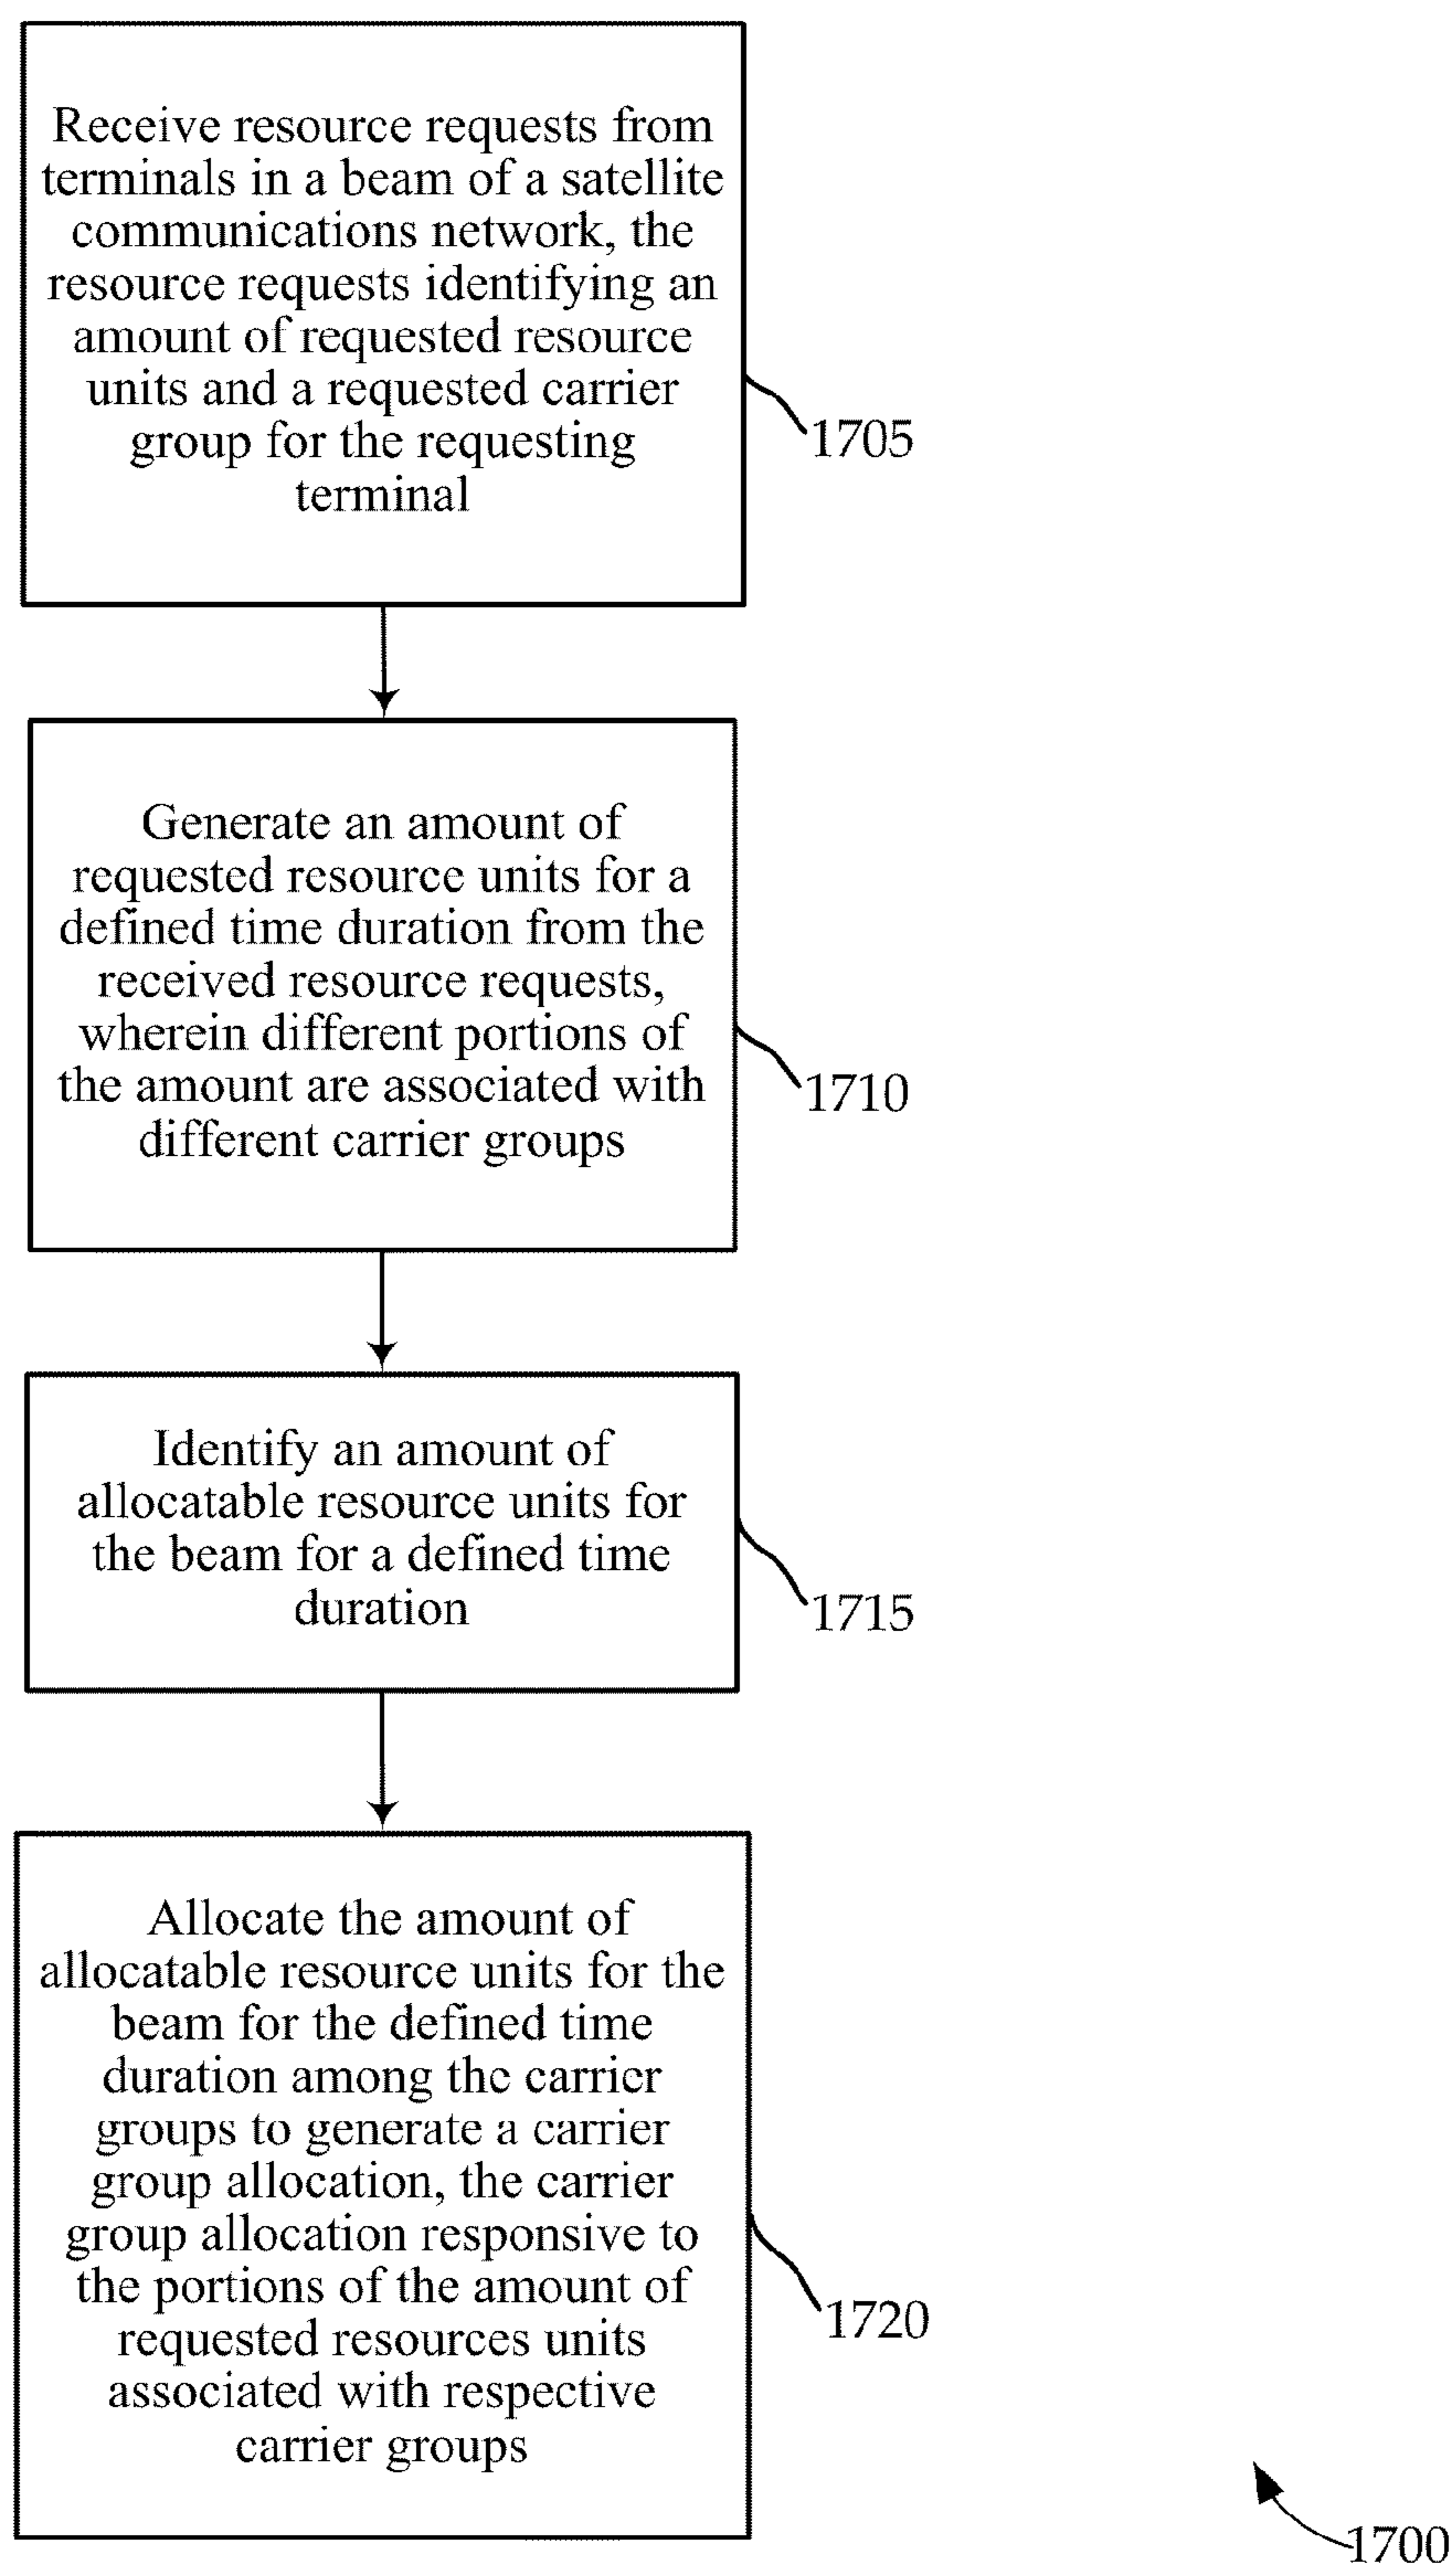 Receive resource requests from
terminals in a beam of a satellite
communications network, the
resource requests identifying an
amount of requested resource
units and a requested carrier
group for the requesting
terminal
1705
Generate an amount of
requested resource units for a
defined time duration from the
received resource requests,
wherein different portions of
the amount are associated with
different carrier groups
1710
Identify an amount of
allocatable resource units for
the beam for a defined time
duration
1715
Allocate the amount of
allocatable resource units for the
beam for the defined time
duration among the carrier
groups to generate a carrier
group allocation, the carrier
group allocation responsive to
the portions of the amount of
requested resources units
associated with respective
carrier groups
1720
1700